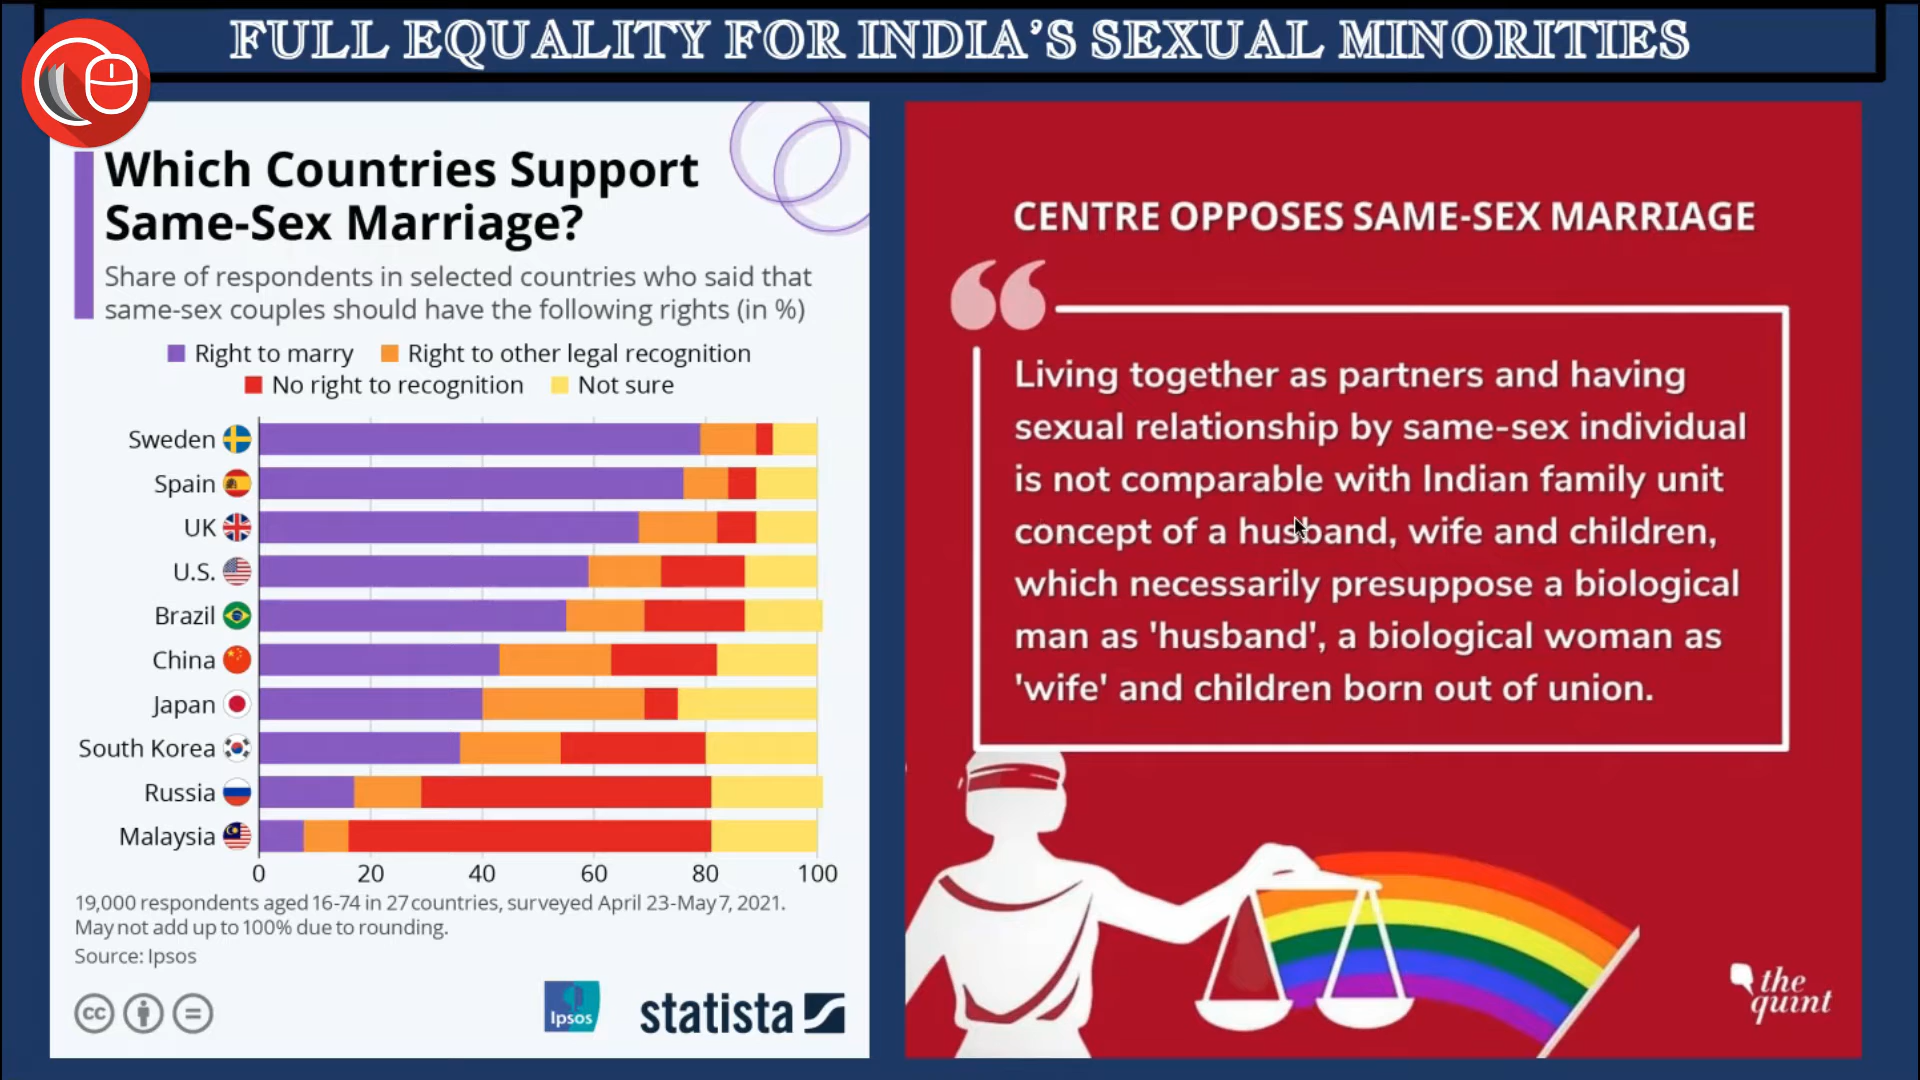 FULL EQUALITY FOR INDIA'S SEXUAL MINORITIES
Which Countries Support
Same-Sex Marriage?
Share of respondents in selected countries who said that
same-sex couples should have the following rights (in %)
Right to marry Right to other legal recognition
No right to recognition Not sure
Sweden
Spain
UK
U.S.
Brazil
China
Japan
South Korea
Russia
Malaysia
0 20 40 60 80 100
19,000 respondents aged 16-74 in 27 countries, surveyed April 23-May 7, 2021.
May not add up to 100% due to rounding.
Source: Ipsos
cc
Ipsos
statista
CENTRE OPPOSES SAME-SEX MARRIAGE
“
Living together as partners and having
sexual relationship by same-sex individual
is not comparable with Indian family unit
concept of a husband, wife and children,
which necessarily presuppose a biological
man as 'husband', a biological woman as
'wife' and children born out of union.
the
quint